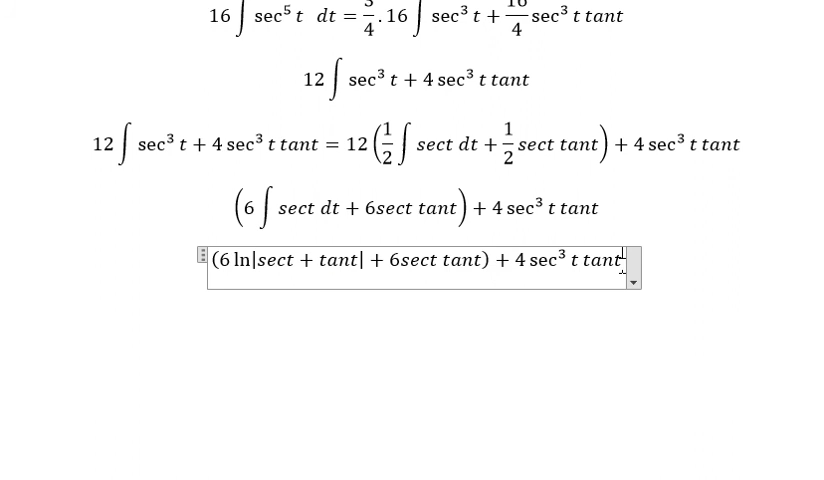 16 ∫ sec⁵ t dt = 3/4 . 16 ∫ sec³ t + 16/4 sec³ t tant
12 ∫ sec³ t + 4 sec³ t tant
12 ∫ sec³ t + 4 sec³ t tant = 12 (1/2 ∫ sect dt + 1/2 sect tant) + 4 sec³ t tant
(6 ∫ sect dt + 6sect tant) + 4 sec³ t tant
(6 ln|sect + tant| + 6sect tant) + 4 sec³ t tant